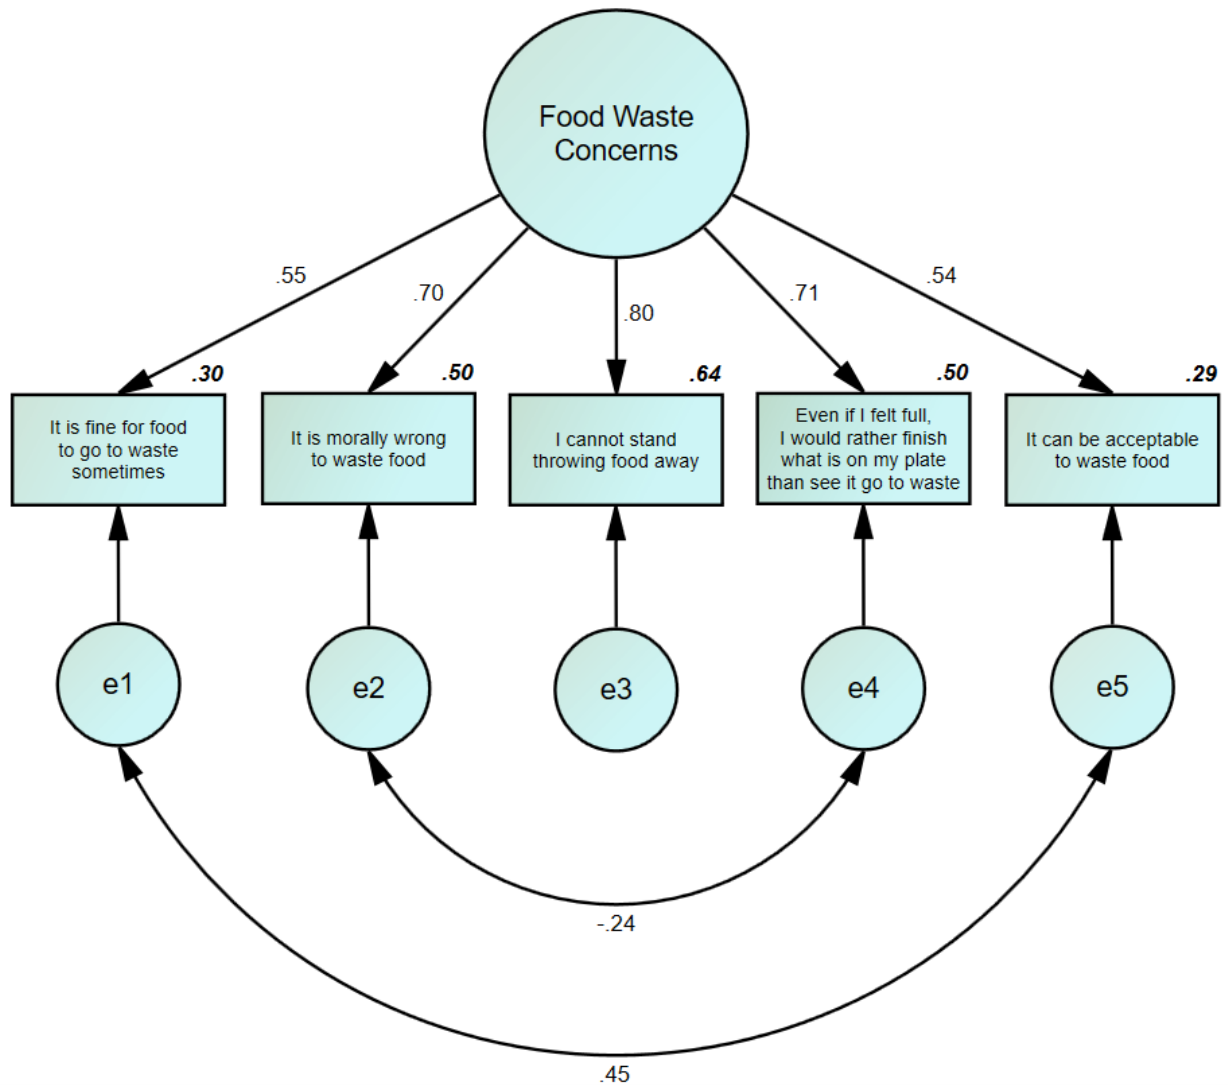 Food Waste
Concerns
.55
.70
.80
.71
.54
.30
.50
.64
.50
.29
It is fine for food
to go to waste
sometimes
It is morally wrong
to waste food
I cannot stand
throwing food away
Even if I felt full,
I would rather finish
what is on my plate
than see it go to waste
It can be acceptable
to waste food
e1
e2
e3
e4
e5
-.24
.45